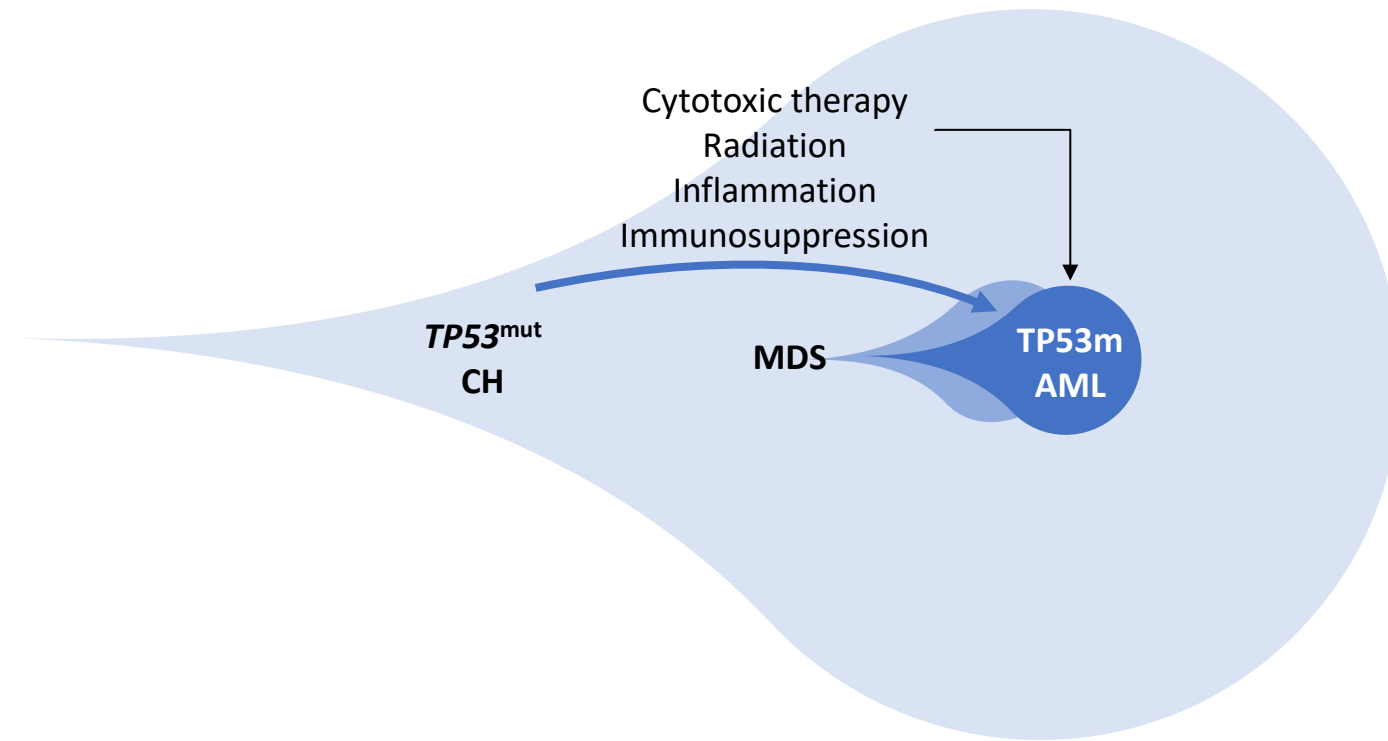 Cytotoxic therapy
Radiation
Inflammation
Immunosuppression
TP53mut
CH
MDS
TP53m
AML